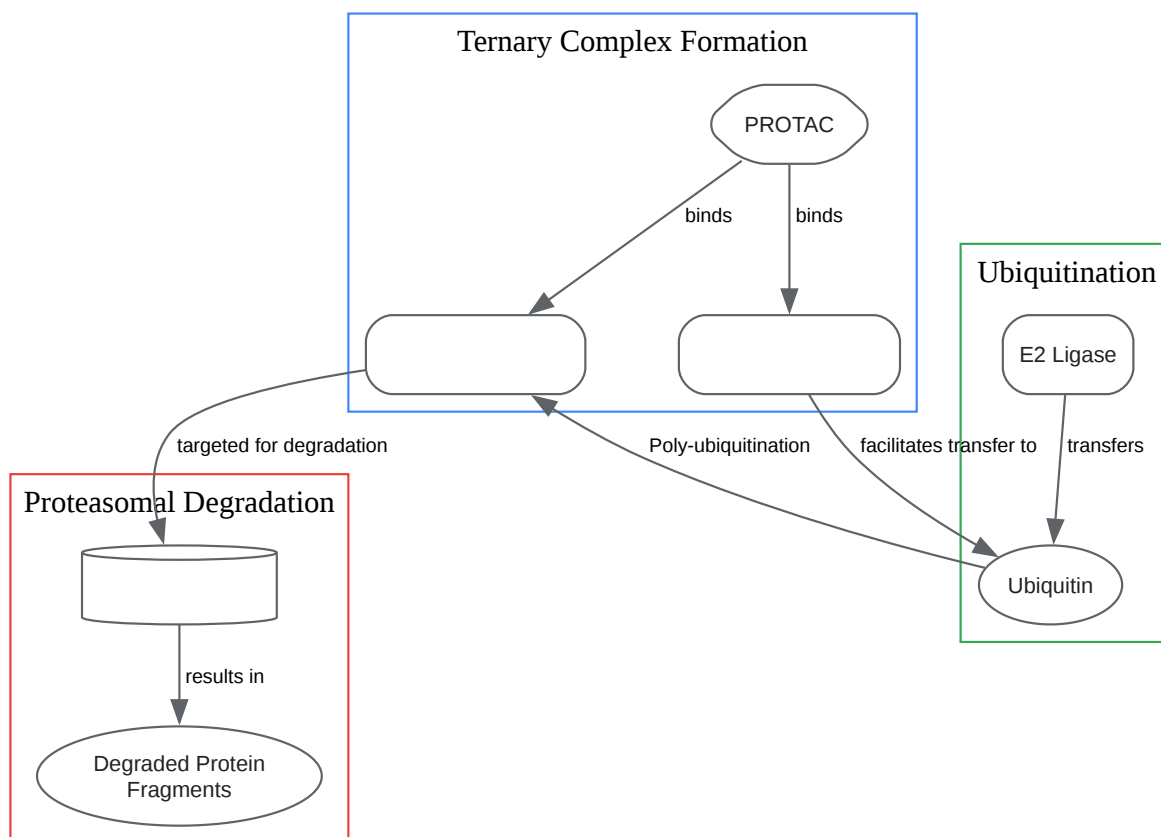 Ternary Complex Formation
PROTAC
binds
binds
Ubiquitination
E2 Ligase
targeted for degradation
Poly-ubiquitination
facilitates transfer to
transfers
Proteasomal Degradation
Ubiquitin
results in
Degraded Protein
Fragments